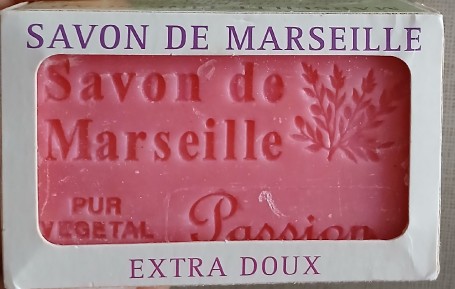 SAVON DE MARSEILLE
Savon de
Marseille
PUR
VEGETAL
Passion
EXTRA DOUX